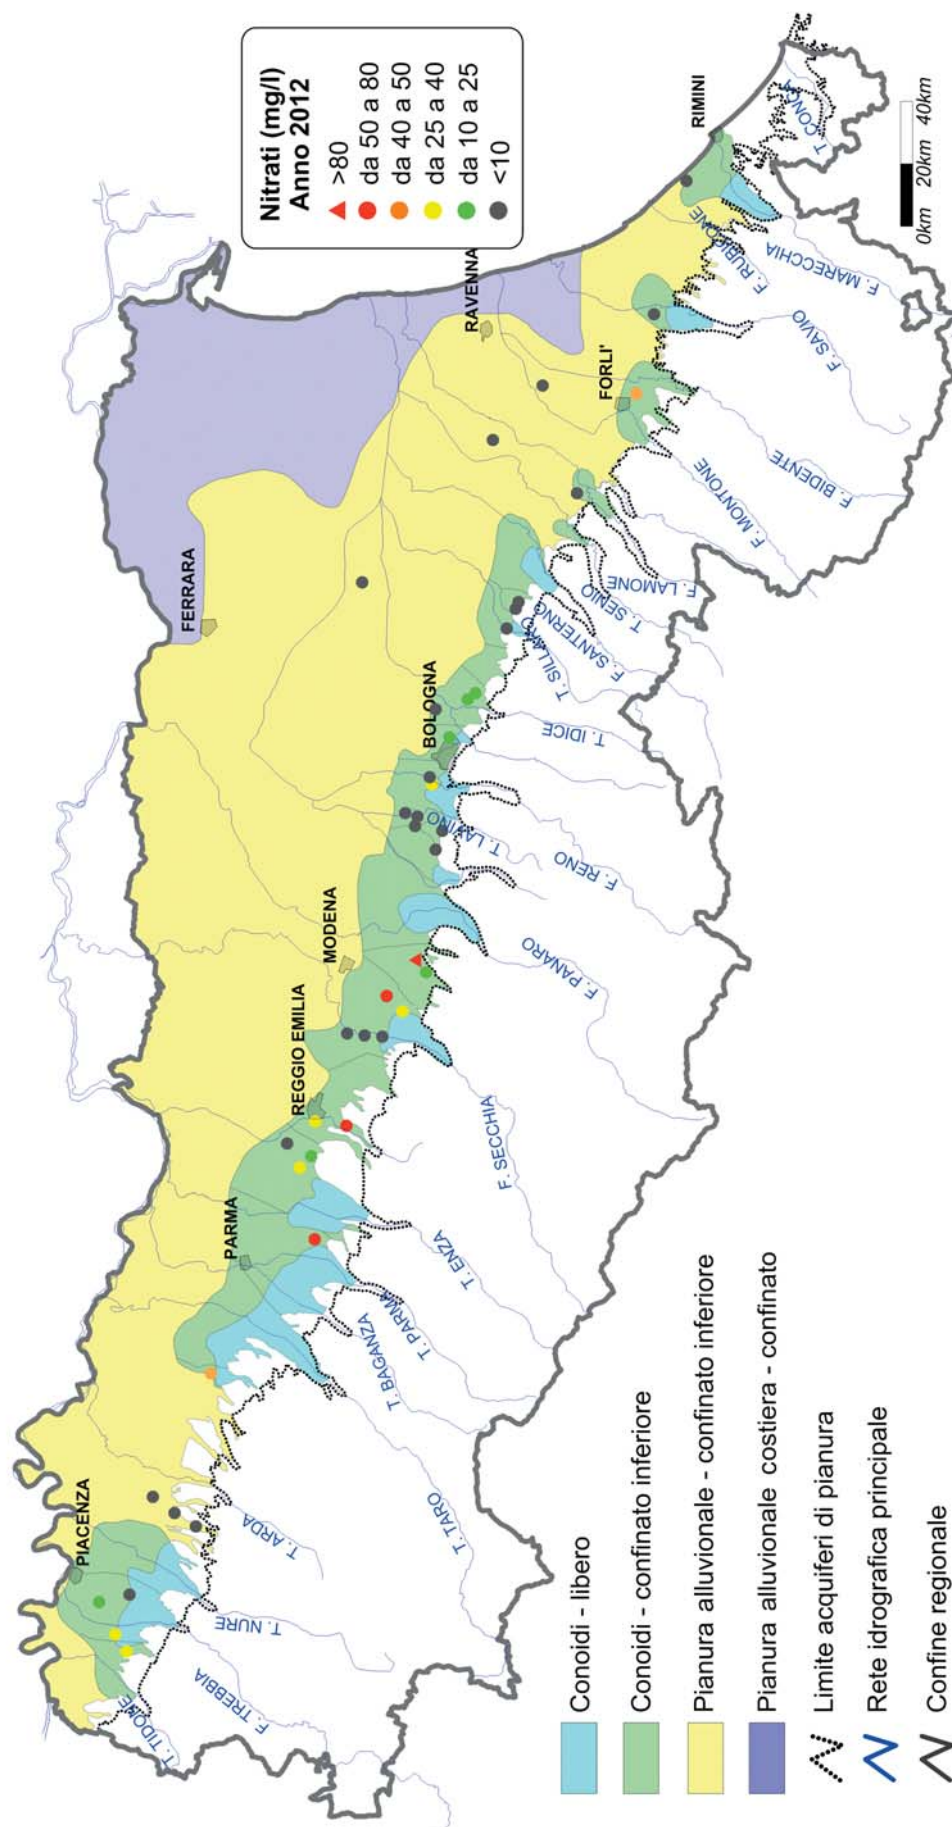 Nitrati (mg/l)
Anno 2012
>80
da 50 a 80
da 40 a 50
da 25 a 40
da 10 a 25
<10
PIACENZA
PARMA
REGGIO EMILIA
MODENA
BOLOGNA
FERRARA
RAVENNA
FORLI'
RIMINI
T. TIDONE
F. TREBBIA
T. NURE
T. ARDA
T. TARO
T. BAGANZA
T. PARMA
T. ENZA
F. SECCHIA
F. PANARO
T. LAVINO
F. RENO
T. IDICE
T. SILLARO
F. SANTERNO
T. SENIO
F. LAMONE
F. MONTONE
F. BIDENTE
F. SAVIO
F. RUBICONE
F. MARECCHIA
T. CONCA
0km 20km 40km
Conoidi - libero
Conoidi - confinato inferiore
Pianura alluvionale - confinato inferiore
Pianura alluvionale costiera - confinato
Limite acquiferi di pianura
Rete idrografica principale
Confine regionale